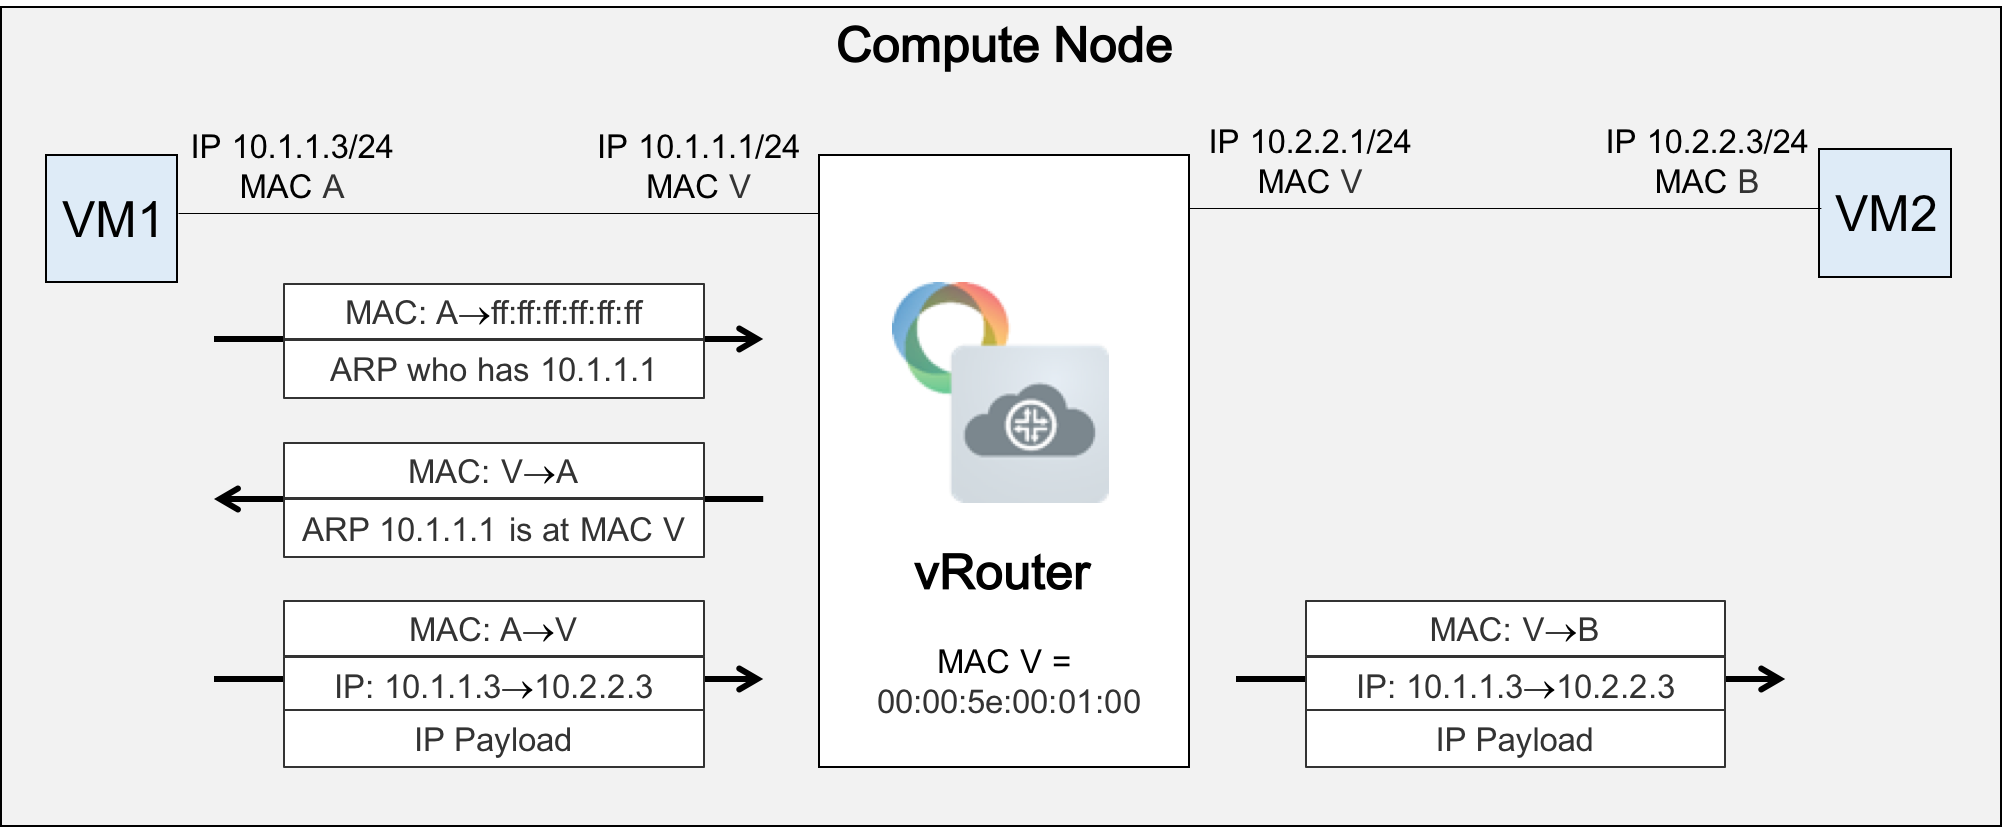 Compute Node
IP 10.1.1.3/24
MAC A
IP 10.1.1.1/24
MAC V
IP 10.2.2.1/24
MAC V
IP 10.2.2.3/24
MAC B
VM1
VM2
MAC: A→ff:ff:ff:ff:ff:ff
ARP who has 10.1.1.1
MAC: V→A
ARP 10.1.1.1 is at MAC V
MAC: A→V
IP: 10.1.1.3→10.2.2.3
IP Payload
vRouter
MAC V =
00:00:5e:00:01:00
MAC: V→B
IP: 10.1.1.3→10.2.2.3
IP Payload